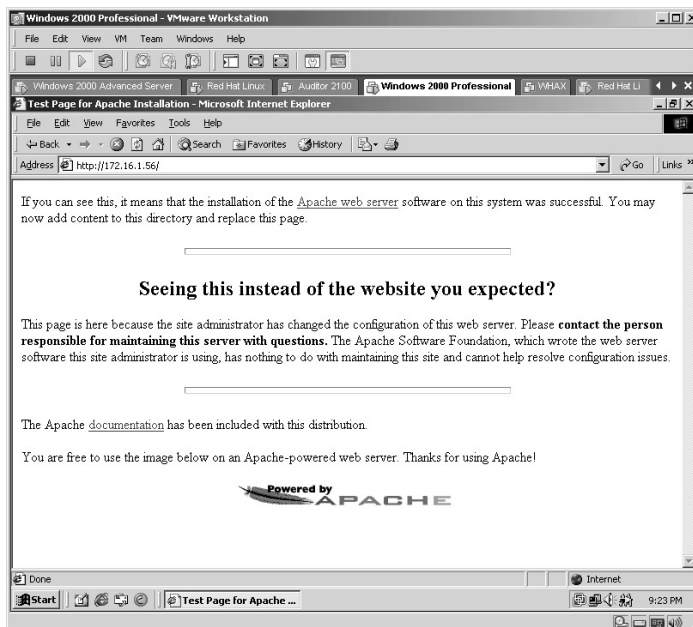 Windows 2000 Professional - VMware Workstation
File Edit View VM Team Windows Help
Windows 2000 Advanced Server Red Hat Linux Auditor 2100 Windows 2000 Professional WHAX Red Hat Li
Test Page for Apache Installation - Microsoft Internet Explorer
File Edit View Favorites Tools Help
Back Search Favorites History
Address http://172.16.1.56/ Go Links »
If you can see this, it means that the installation of the Apache web server software on this system was successful. You may
now add content to this directory and replace this page.
Seeing this instead of the website you expected?
This page is here because the site administrator has changed the configuration of this web server. Please contact the person
responsible for maintaining this server with questions. The Apache Software Foundation, which wrote the web server
software this site administrator is using, has nothing to do with maintaining this site and cannot help resolve configuration issues.
The Apache documentation has been included with this distribution.
You are free to use the image below on an Apache-powered web server. Thanks for using Apache!
Powered by
APACHE
Done Internet
Start Test Page for Apache ... 9:23 PM